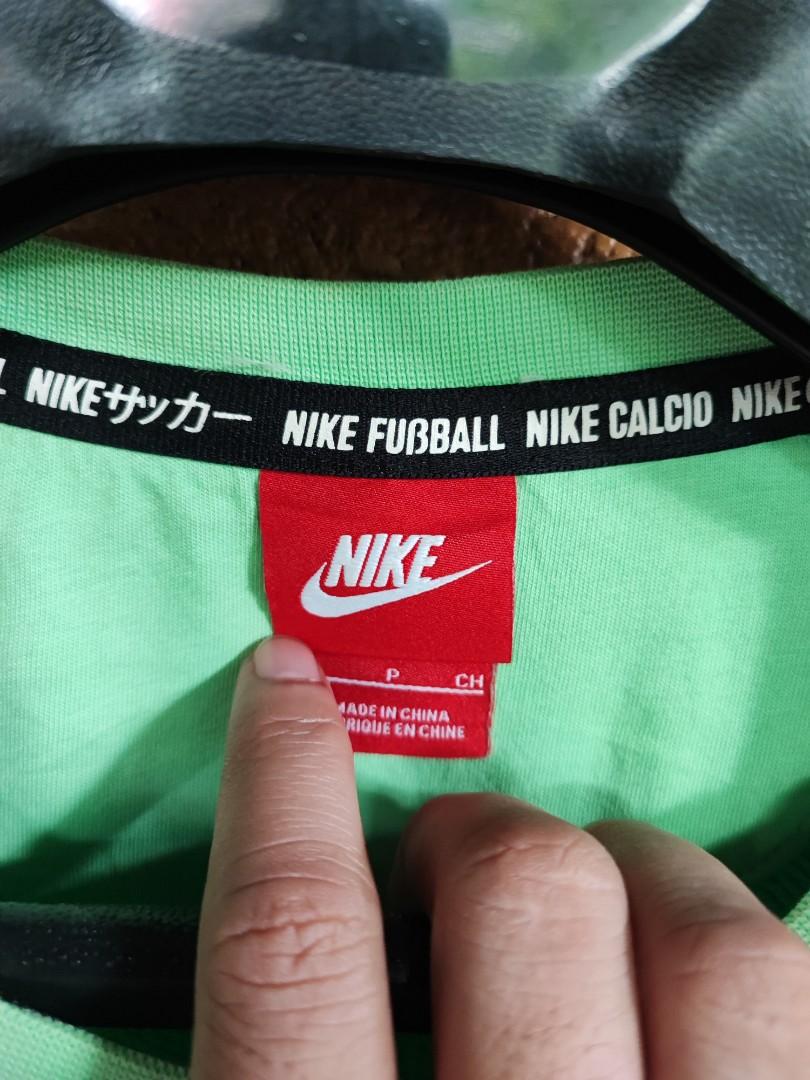 NIKEサッカー NIKE FUßBALL NIKE CALCIO NIKE
NIKE
P CH
MADE IN CHINA
EN CHINE